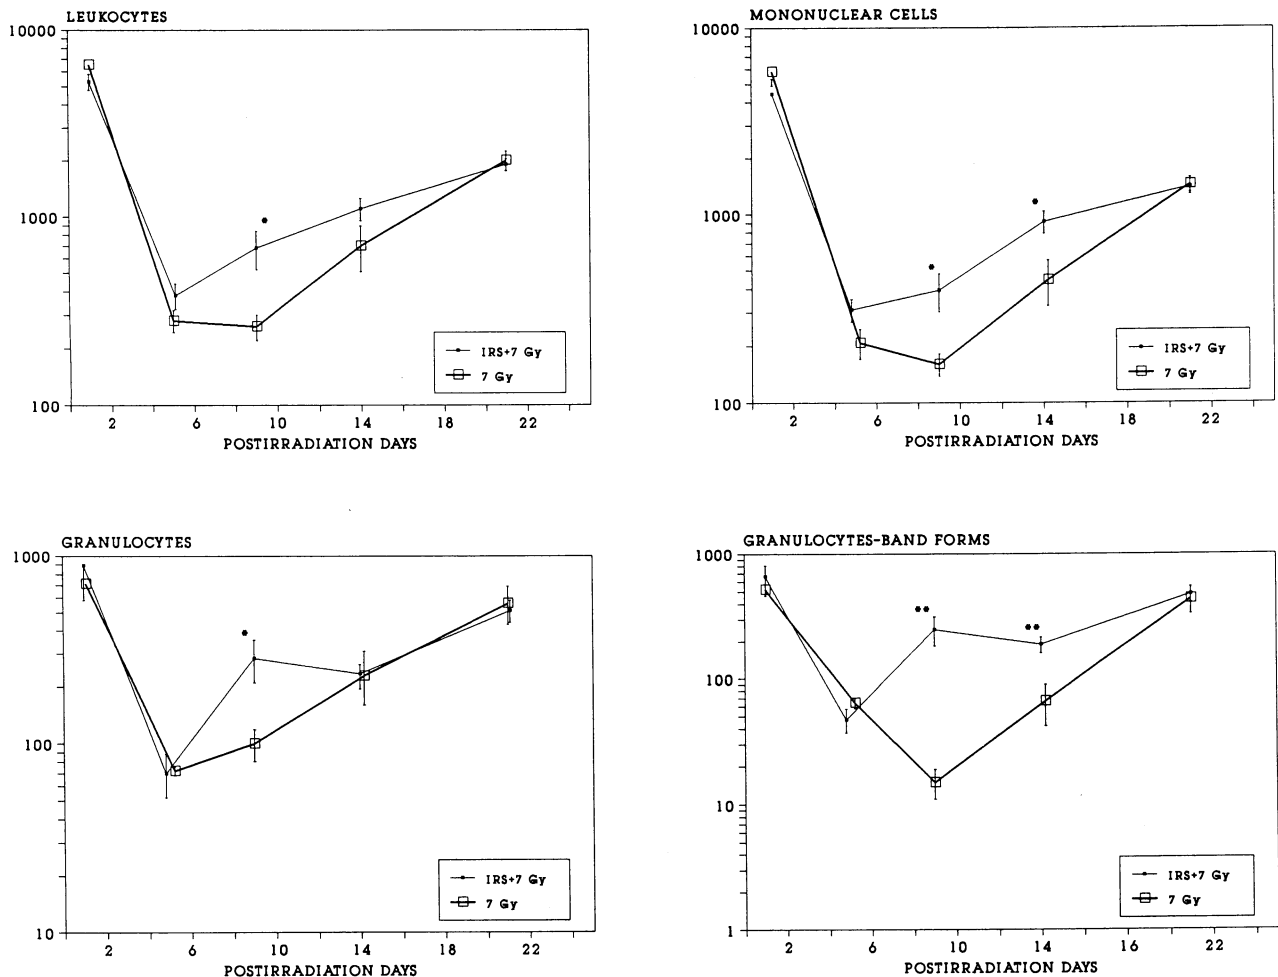 LEUKOCYTES
10000
1000
100
2 6 10 14 18 22
POSTIRRADIATION DAYS
*
IRS+7 Gy
7 Gy
MONONUCLEAR CELLS
10000
1000
100
2 6 10 14 18 22
POSTIRRADIATION DAYS
*
*
IRS+7 Gy
7 Gy
GRANULOCYTES
1000
100
10
2 6 10 14 18 22
POSTIRRADIATION DAYS
*
IRS+7 Gy
7 Gy
GRANULOCYTES-BAND FORMS
1000
100
10
1
2 6 10 14 16 22
POSTIRRADIATION DAYS
**
**
IRS+7 Gy
7 Gy